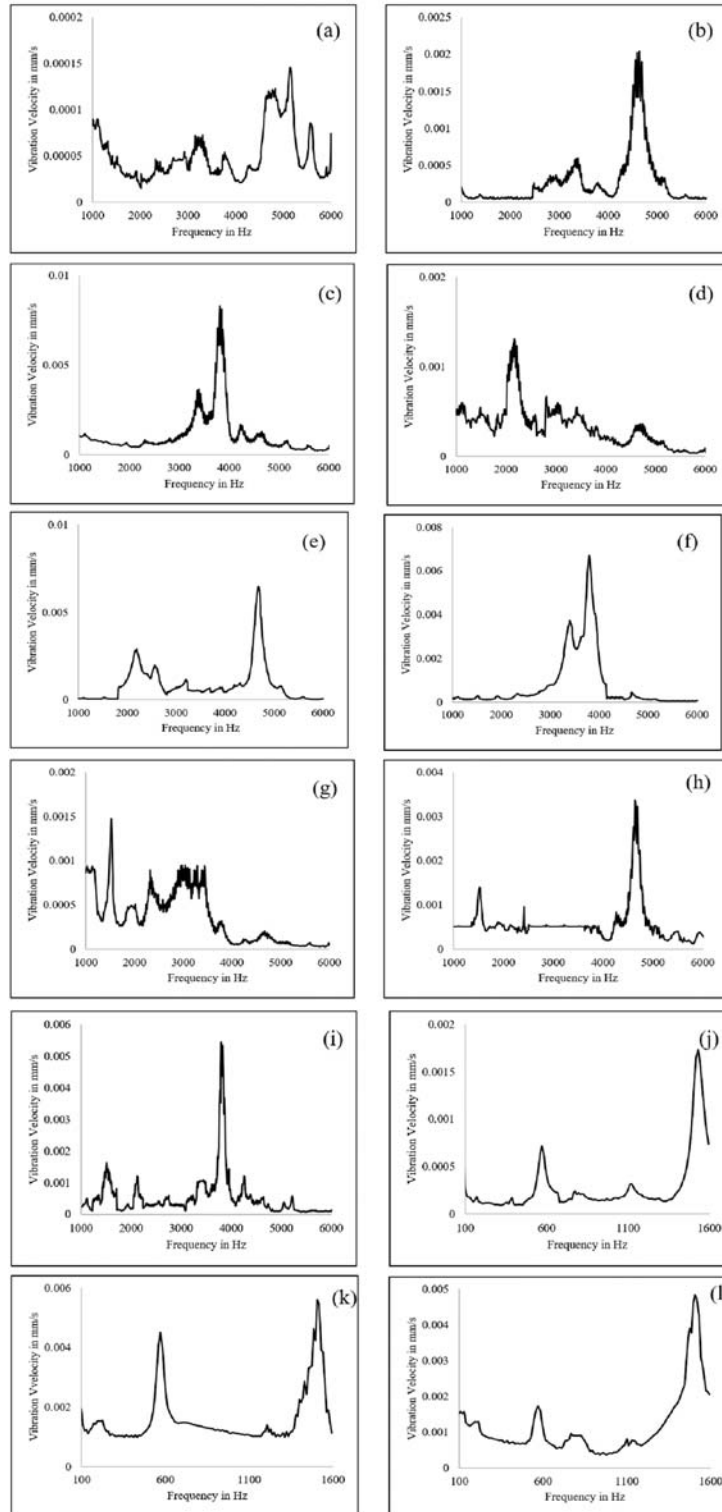 (a)
Vibration Velocity in mm/s
0.0002
0.00015
0.0001
0.00005
0
1000 2000 3000 4000 5000 6000
Frequency in Hz
(b)
Vibration Velocity in mm/s
0.0025
0.002
0.0015
0.001
0.0005
0
1000 2000 3000 4000 5000 6000
Frequency in Hz
(c)
Vibration Velocity in mm/s
0.01
0.005
0
1000 2000 3000 4000 5000 6000
Frequency in Hz
(d)
Vibration Velocity in mm/s
0.002
0.001
0
1000 2000 3000 4000 5000 6000
Frequency in Hz
(e)
Vibration Velocity in mm/s
0.01
0.005
0
1000 2000 3000 4000 5000 6000
Frequency in Hz
(f)
Vibration Velocity in mm/s
0.008
0.006
0.004
0.002
0
1000 2000 3000 4000 5000 6000
Frequency in Hz
(g)
Vibration Velocity in mm/s
0.002
0.0015
0.001
0.0005
0
1000 2000 3000 4000 5000 6000
Frequency in Hz
(h)
Vibration Velocity in mm/s
0.004
0.003
0.002
0.001
0
1000 2000 3000 4000 5000 6000
Frequency in Hz
(i)
Vibration Velocity in mm/s
0.006
0.005
0.004
0.003
0.002
0.001
0
1000 2000 3000 4000 5000 6000
Frequency in Hz
(j)
Vibration Velocity in mm/s
0.002
0.0015
0.001
0.0005
0
100 600 1100 1600
Frequency in Hz
(k)
Vibration Vvelocity in mm/s
0.006
0.004
0.002
0
100 600 1100 1600
Frequency in Hz
(l
Vibration Velocity in mm/s
0.005
0.004
0.003
0.002
0.001
0
100 600 1100 1600
Frequency in Hz